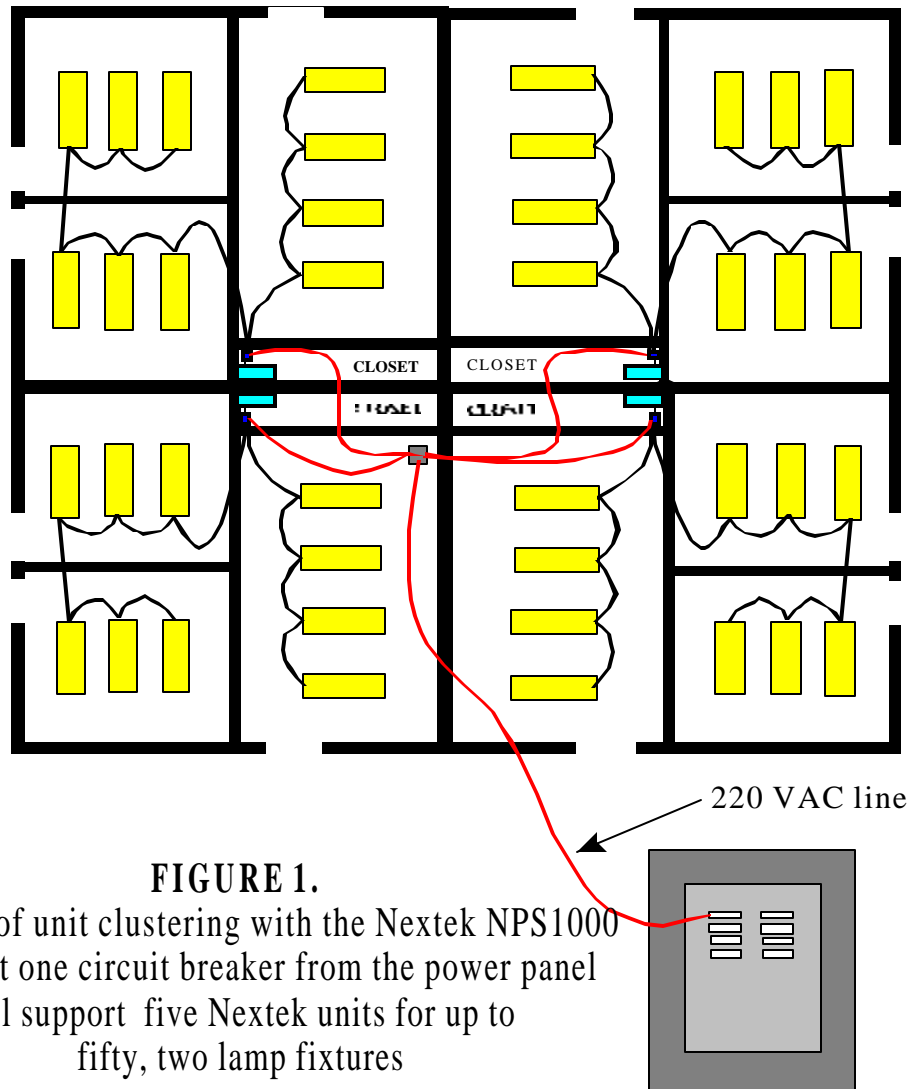 CLOSET CLOSET
220 VAC line
FIGURE 1.
of unit clustering with the Nextek NPS1000
t one circuit breaker from the power panel
l support five Nextek units for up to
fifty, two lamp fixtures